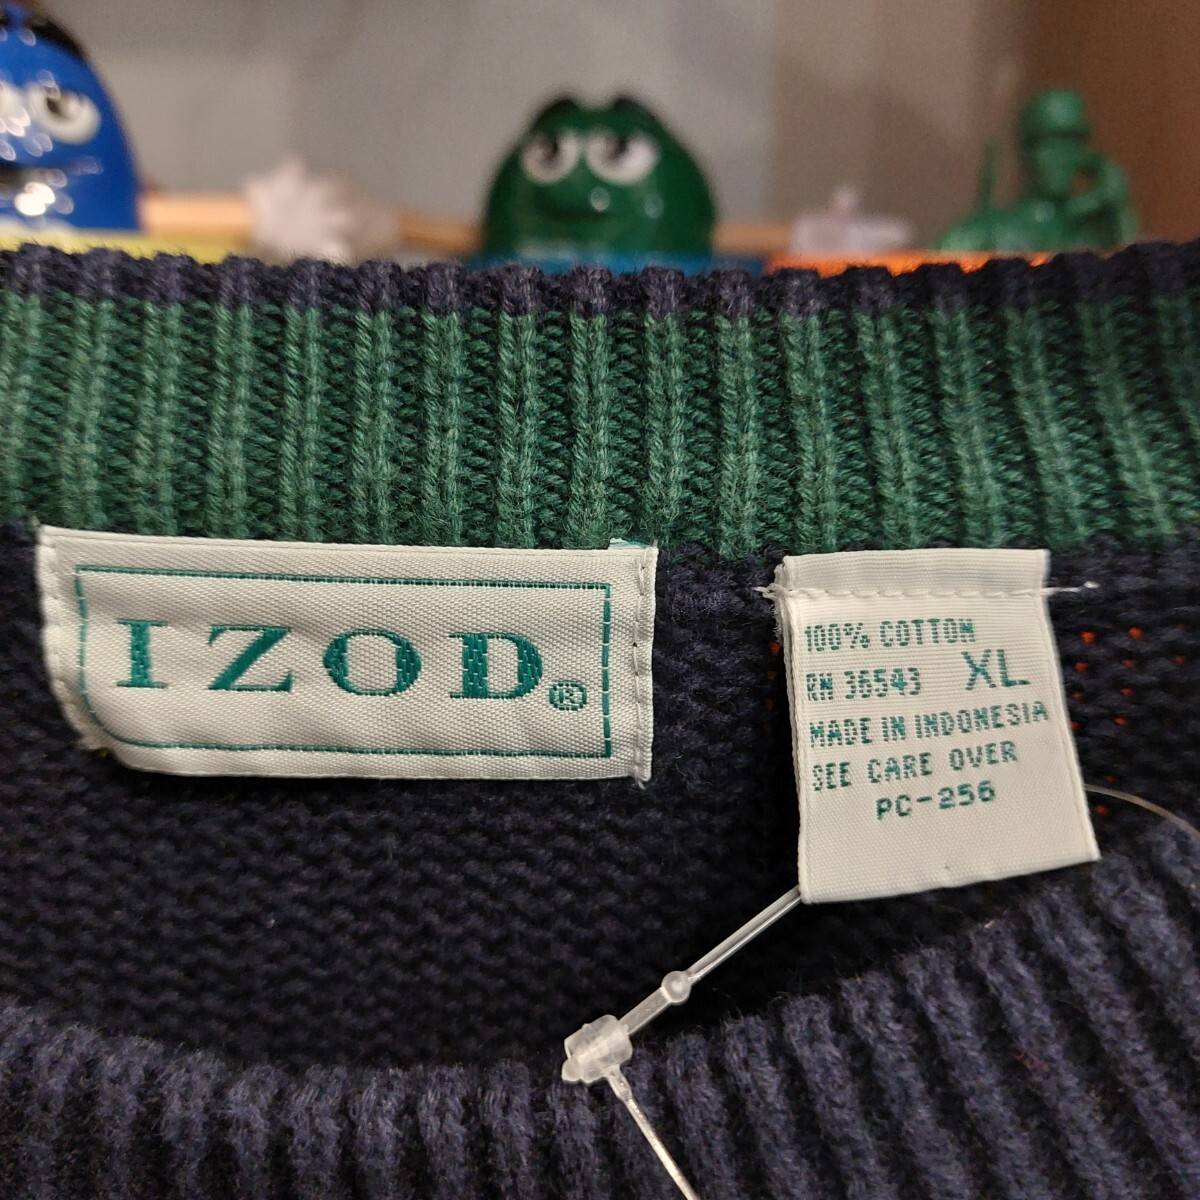 IZOD®
100% COTTON
RN 36543 XL
MADE IN INDONESIA
SEE CARE OVER
PC-256